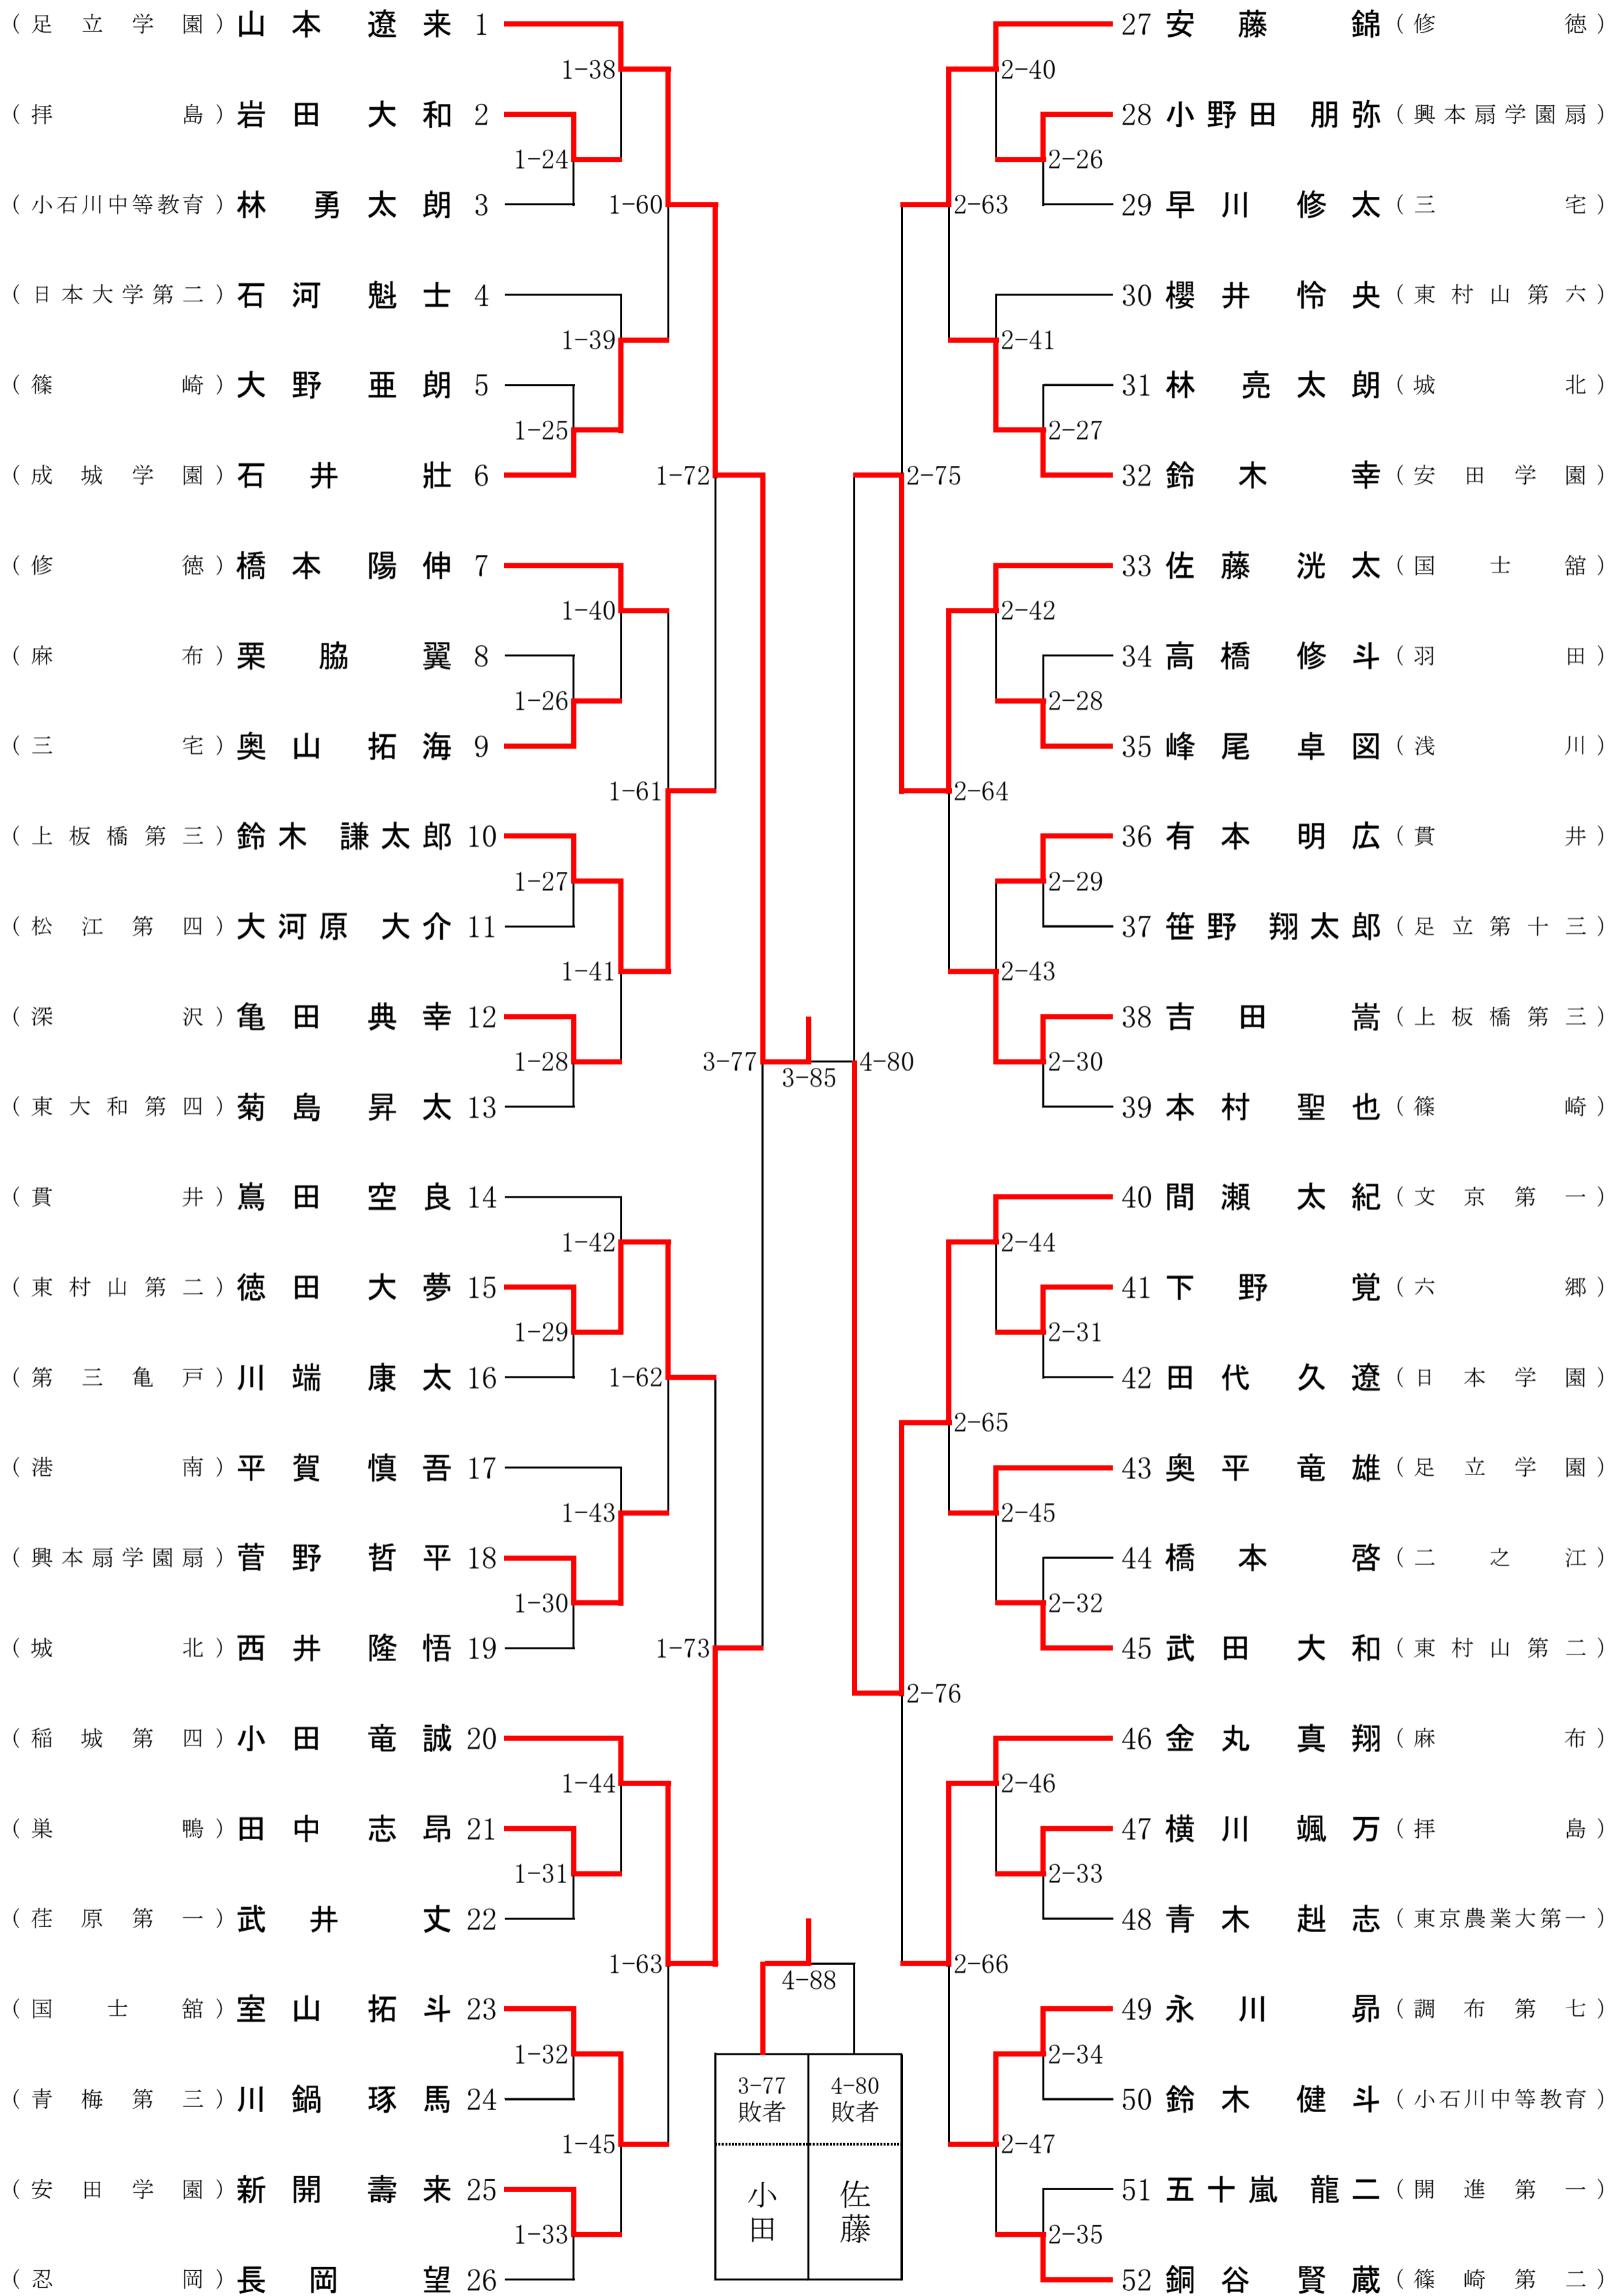 (足立学園) 山本 遼来 1
1-38
(拝島) 岩田 大和 2
1-24
(小石川中等教育) 林 勇太朗 3
1-60
(日本大学第二) 石河 魁士 4
1-39
(篠崎) 大野 亜朗 5
1-25
(成城学園) 石井 壯 6
1-72
(修徳) 橋本 陽伸 7
1-40
(麻布) 栗脇 翼 8
1-26
(三宅) 奥山 拓海 9
1-61
(上板橋第三) 鈴木 謙太郎 10
1-27
(松江第四) 大河原 大介 11
1-41
(深沢) 亀田 典幸 12
1-28
3-77
(東大和第四) 菊島 昇太 13
(貫井) 嶌田 空良 14
1-42
(東村山第二) 徳田 大夢 15
1-29
(第三亀戸) 川端 康太 16
1-62
(港南) 平賀 慎吾 17
1-43
(興本扇学園扇) 菅野 哲平 18
1-30
(城北) 西井 隆悟 19
1-73
(稲城第四) 小田 竜誠 20
1-44
(巣鴨) 田中 志昂 21
1-31
(荏原第一) 武井 丈 22
1-63
(国士舘) 室山 拓斗 23
1-32
(青梅第三) 川鍋 琢馬 24
1-45
(安田学園) 新開 壽来 25
1-33
(忍岡) 長岡 望 26
3-85
4-88
3-77
敗者
小田
4-80
敗者
佐藤
27 安藤 錦 (修徳)
2-40
28 小野田 朋弥 (興本扇学園扇)
2-26
29 早川 修太 (三宅)
2-63
30 櫻井 怜央 (東村山第六)
2-41
31 林 亮太朗 (城北)
2-27
32 鈴木 幸 (安田学園)
2-75
33 佐藤 洸太 (国士舘)
2-42
34 高橋 修斗 (羽田)
2-28
35 峰尾 卓図 (浅川)
2-64
36 有本 明広 (貫井)
2-29
37 笹野 翔太郎 (足立第十三)
2-43
38 吉田 嵩 (上板橋第三)
2-30
4-80
39 本村 聖也 (篠崎)
40 間瀬 太紀 (文京第一)
2-44
41 下野 覚 (六郷)
2-31
42 田代 久遼 (日本学園)
2-65
43 奥平 竜雄 (足立学園)
2-45
44 橋本 啓 (二之江)
2-32
45 武田 大和 (東村山第二)
2-76
46 金丸 真翔 (麻布)
2-46
47 横川 颯万 (拝島)
2-33
48 青木 赳志 (東京農業大第一)
2-66
49 永川 昴 (調布第七)
2-34
50 鈴木 健斗 (小石川中等教育)
2-47
51 五十嵐 龍二 (開進第一)
2-35
52 銅谷 賢蔵 (篠崎第二)